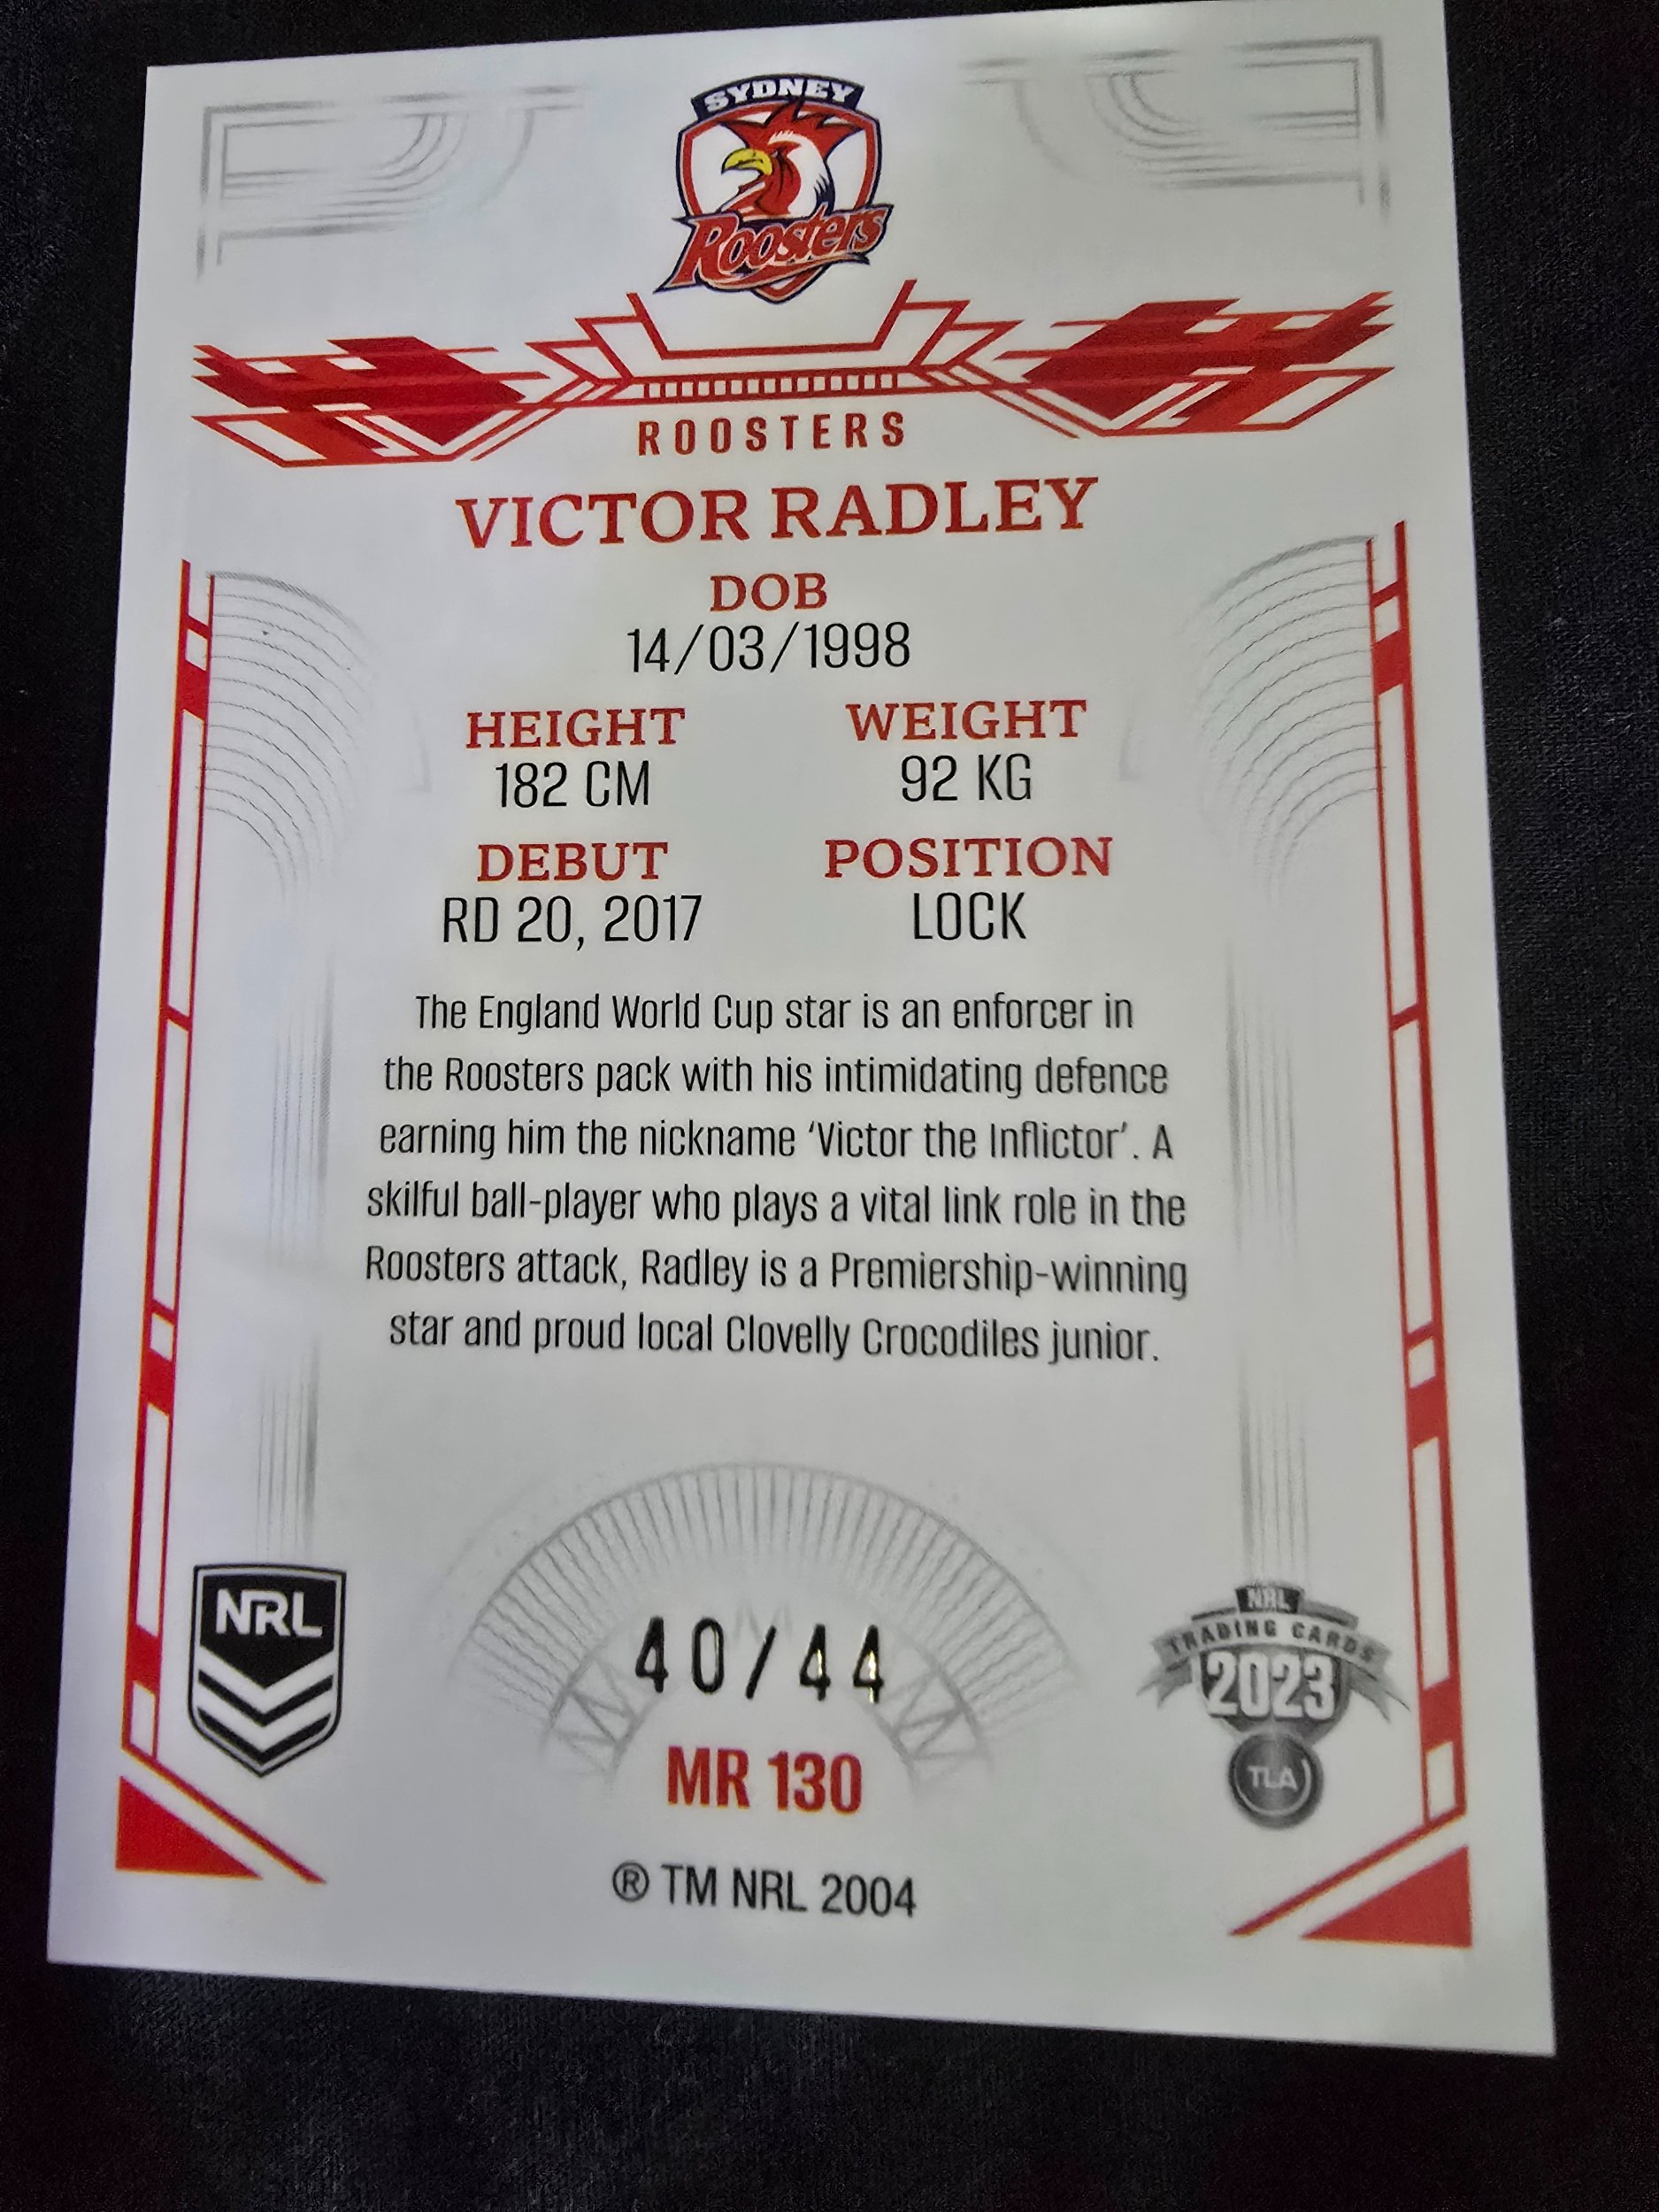 SYDNEY
Roosters
ROOSTERS
VICTOR RADLEY
DOB
14/03/1998
HEIGHT WEIGHT
182 CM 92 KG
DEBUT POSITION
RD 20, 2017 LOCK
The England World Cup star is an enforcer in
the Roosters pack with his intimidating defence
earning him the nickname ‘Victor the Inflictor’. A
skilful ball-player who plays a vital link role in the
Roosters attack, Radley is a Premiership-winning
star and proud local Clovelly Crocodiles junior.
NRL
40/44
NRL
TRADING CARDS
2023
TLA
MR 130
® TM NRL 2004